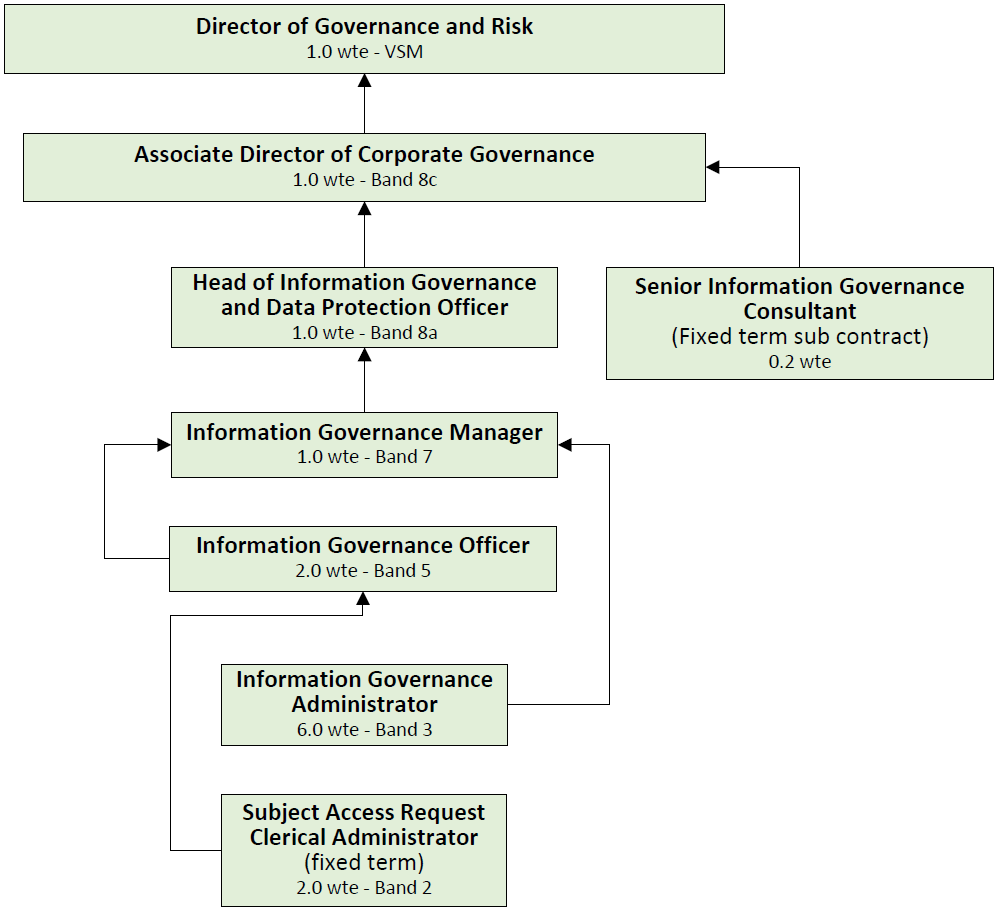 Director of Governance and Risk
1.0 wte - VSM
Associate Director of Corporate Governance
1.0 wte - Band 8c
Head of Information Governance
and Data Protection Officer
1.0 wte - Band 8a
Senior Information Governance
Consultant
(Fixed term sub contract)
0.2 wte
Information Governance Manager
1.0 wte - Band 7
Information Governance Officer
2.0 wte - Band 5
Information Governance
Administrator
6.0 wte - Band 3
Subject Access Request
Clerical Administrator
(fixed term)
2.0 wte - Band 2